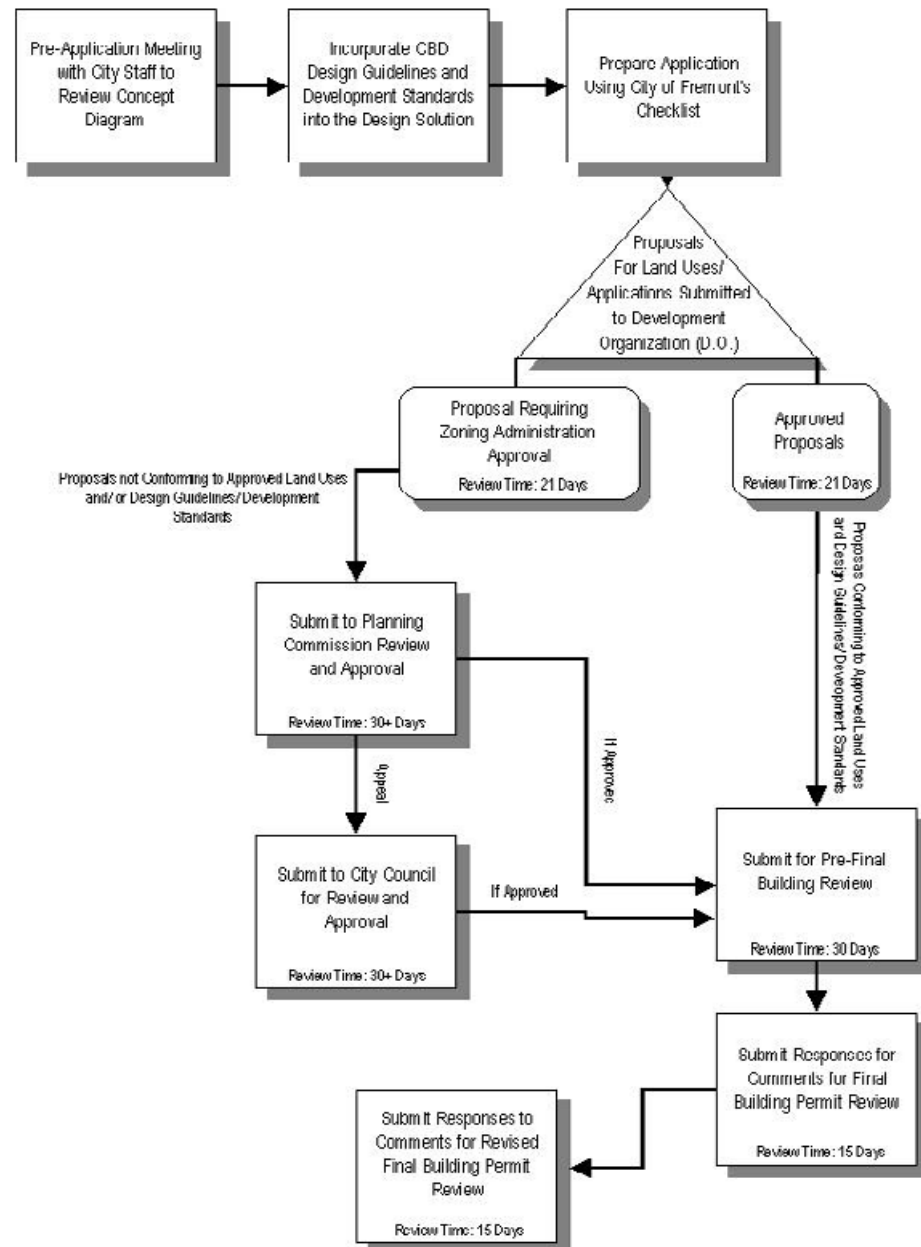 Pre-Application Meeting
with City Staff to
Review Concept
Diagram
Incorporate CBD
Design Guidelines and
Development Standards
into the Design Solution
Prepare Application
Using City of Fremont's
Checklist
Proposals
For Land Uses/
Applications Submitted
to Development
Organization (D.O.)
Proposal Requiring
Zoning Administration
Approval
Review Time: 21 Days
Approved
Proposals
Review Time: 21 Days
Proposals not Conforming to Approved Land Uses
and/or Design Guidelines/Development
Standards
Proposas Conforming to Approved Land Uses
and Design Guidelines/Deveopment Standards
Submit to Planning
Commission Review
and Approval
Review Time: 30+ Days
If Approved
Appeal
Submit to City Council
for Review and
Approval
Review Time: 30+ Days
If Approved
Submit for Pre-Final
Building Review
Review Time: 30 Days
Submit Responses for
Comments for Final
Building Permit Review
Review Time: 15 Days
Submit Responses to
Comments for Revised
Final Building Permit
Review
Review Time: 15 Days